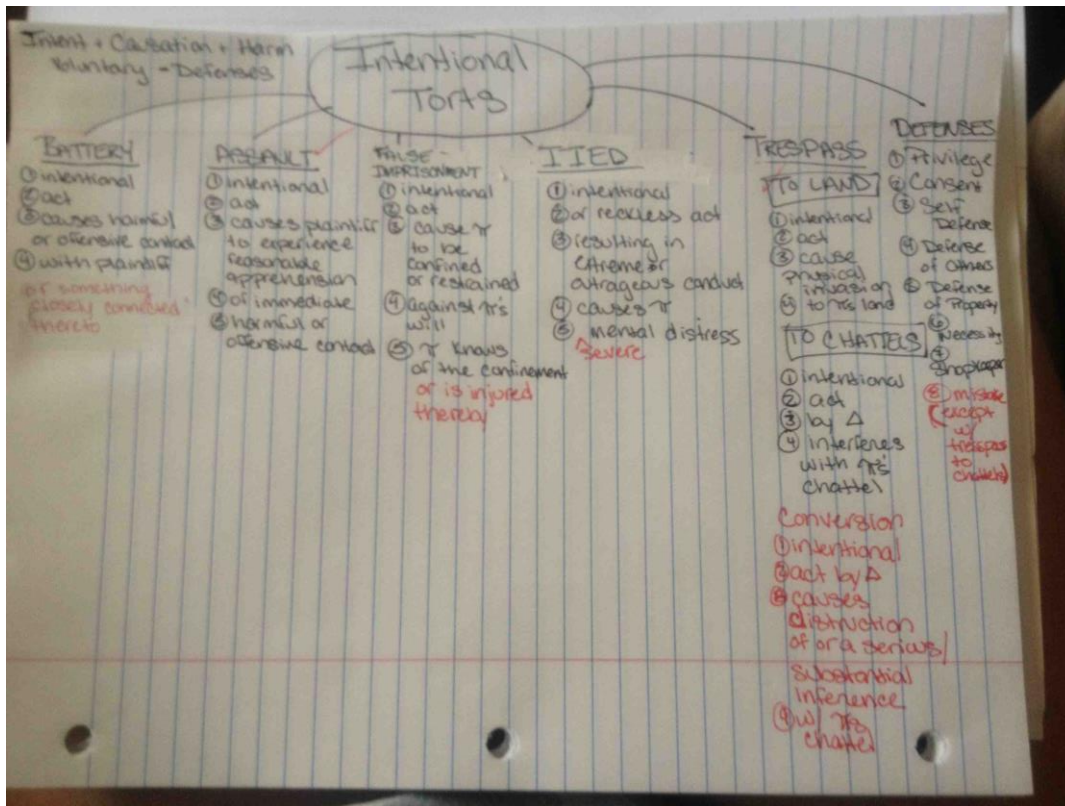 Intent + Causation + Harm
Voluntary - Defenses
Intentional
Torts
BATTERY
① intentional
② act
③ causes harmful
or offensive contact
④ with plaintiff
or something
closely connected
thereto
ASSAULT
① intentional
② act
③ causes plaintiff
to experience
reasonable
apprehension
④ of immediate
⑤ harmful or
offensive contact
FALSE-
IMPRISONMENT
① intentional
② act
③ cause π
to be
confined
or restrained
④ against π's
will
⑤ π knows
of the confinement
or is injured
thereby
IIED
① intentional
② or reckless act
③ resulting in
extreme or
outrageous conduct
④ causes π
⑤ mental distress
severe
TRESPASS
TO LAND
① intentional
② act
③ cause
physical
invasion
④ to π's land
TO CHATTELS
① intentional
② act
③ by Δ
④ interferes
with π's
chattel
Conversion
① intentional
② act by Δ
③ causes
distruction
of or a serious/
substantial
inference
④ w/ π's
chattel
DEFENSES
① Privilege
② Consent
③ Self
Defense
④ Defense
of others
⑤ Defense
of Property
⑥
Necessity
⑦
Shopkeeper
⑧ mistake
(except
w/
trespass
to
chattels)